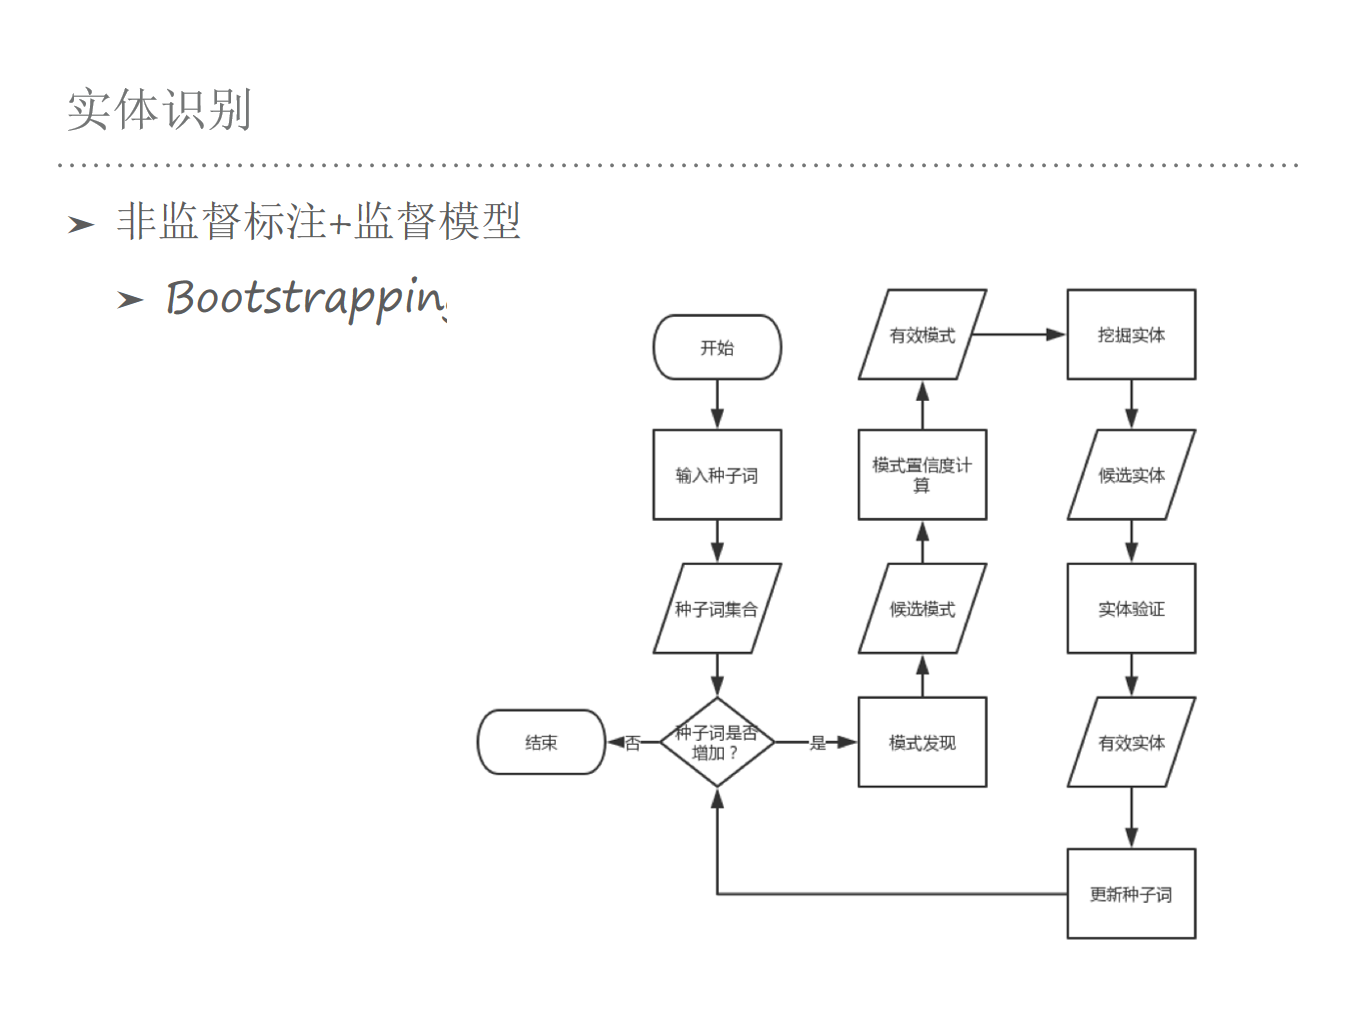 实体识别
➤ 非监督标注+监督模型
➤ Bootstrapping
开始
输入种子词
种子词集合
种子词是否
增加？
否
结束
是
模式发现
候选模式
模式置信度计
算
有效模式
挖掘实体
候选实体
实体验证
有效实体
更新种子词